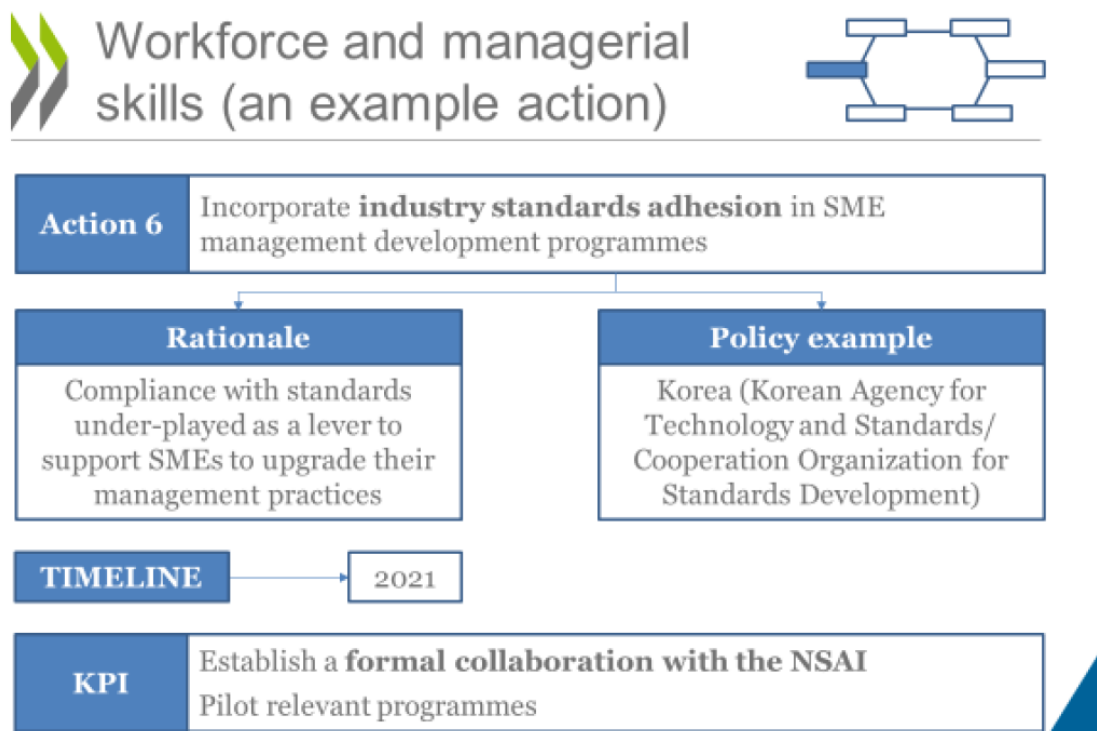 Workforce and managerial
skills (an example action)
Action 6
Incorporate industry standards adhesion in SME
management development programmes
Rationale
Compliance with standards
under-played as a lever to
support SMEs to upgrade their
management practices
Policy example
Korea (Korean Agency for
Technology and Standards/
Cooperation Organization for
Standards Development)
TIMELINE
2021
KPI
Establish a formal collaboration with the NSAI
Pilot relevant programmes